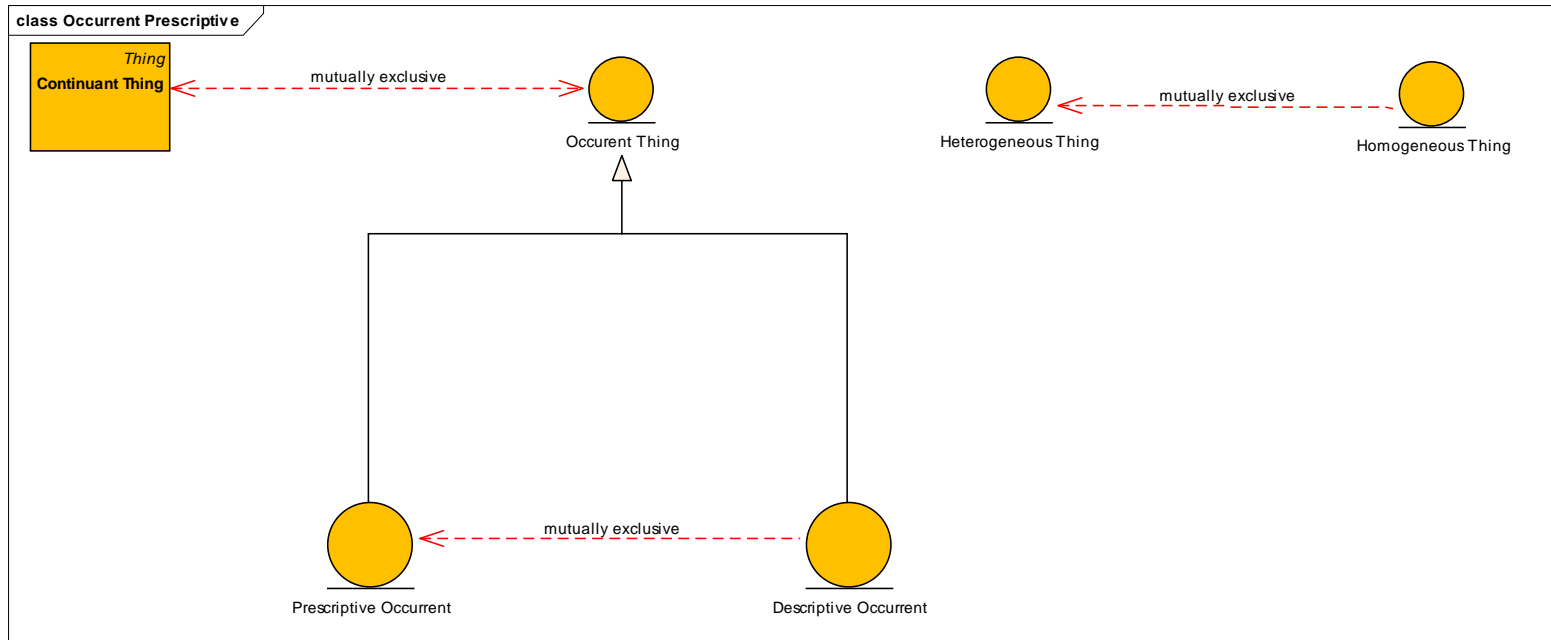 class Occurrent Prescriptive
Thing
Continuant Thing
mutually exclusive
Occurent Thing
Heterogeneous Thing
mutually exclusive
Homogeneous Thing
Prescriptive Occurrent
mutually exclusive
Descriptive Occurrent